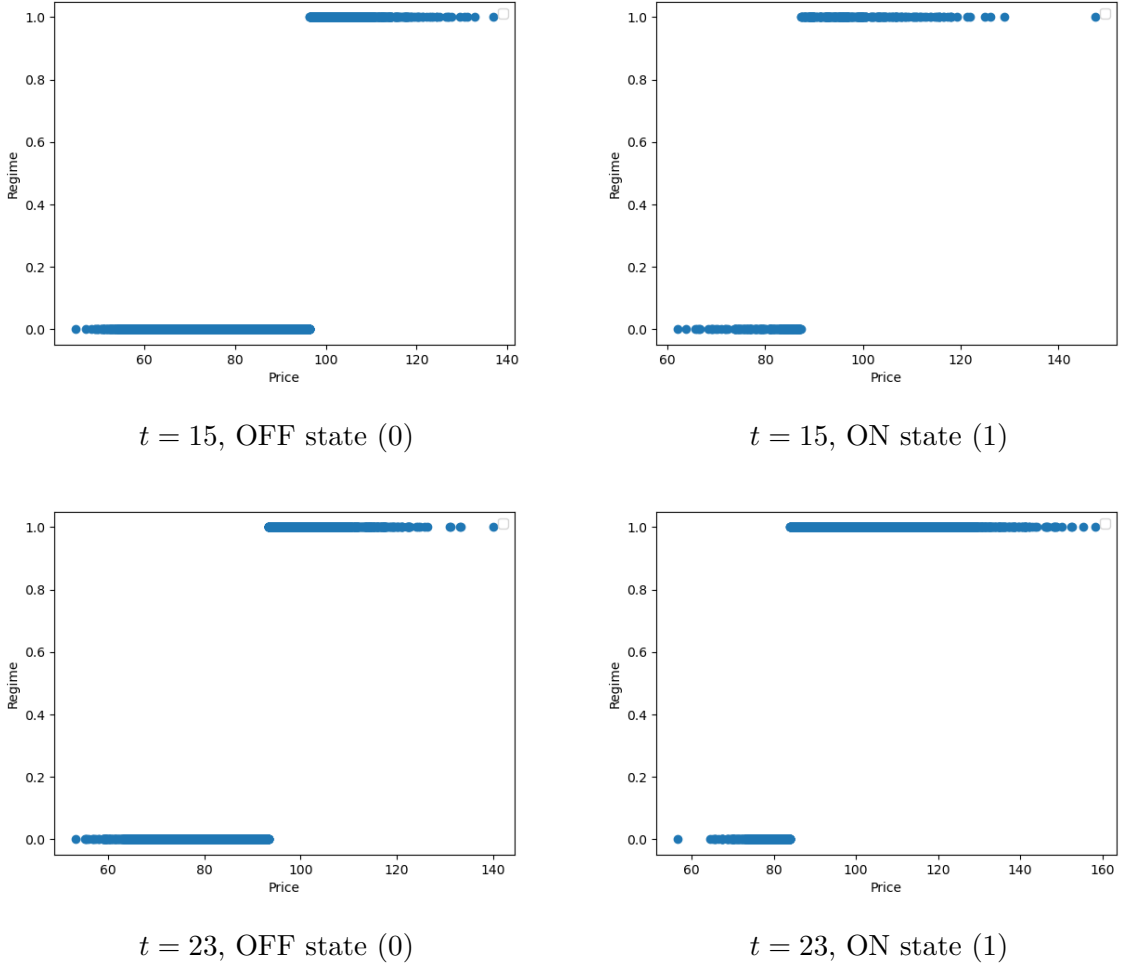 1.0
0.8
0.6
0.4
0.2
0.0
Regime
60 80 100 120 140
Price
1.0
0.8
0.6
0.4
0.2
0.0
Regime
60 80 100 120 140
Price
t = 15, OFF state (0)
t = 15, ON state (1)
1.0
0.8
0.6
0.4
0.2
0.0
Regime
60 80 100 120 140
Price
1.0
0.8
0.6
0.4
0.2
0.0
Regime
60 80 100 120 140 160
Price
t = 23, OFF state (0)
t = 23, ON state (1)